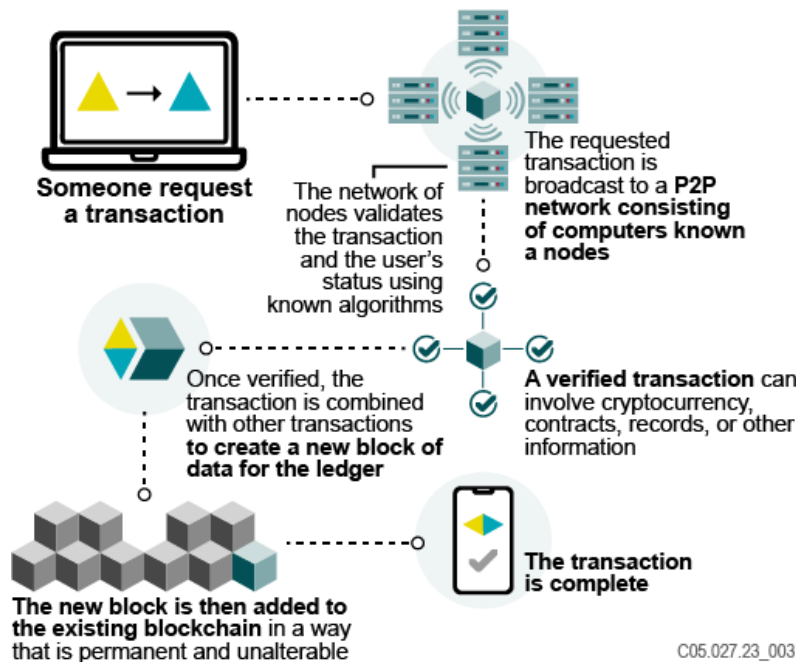 Someone request
a transaction
The requested
transaction is
broadcast to a P2P
network consisting
of computers known
a nodes
The network of
nodes validates
the transaction
and the user's
status using
known algorithms
A verified transaction can
involve cryptocurrency,
contracts, records, or other
information
Once verified, the
transaction is combined
with other transactions
to create a new block of
data for the ledger
The new block is then added to
the existing blockchain in a way
that is permanent and unalterable
The transaction
is complete
C05.027.23_003